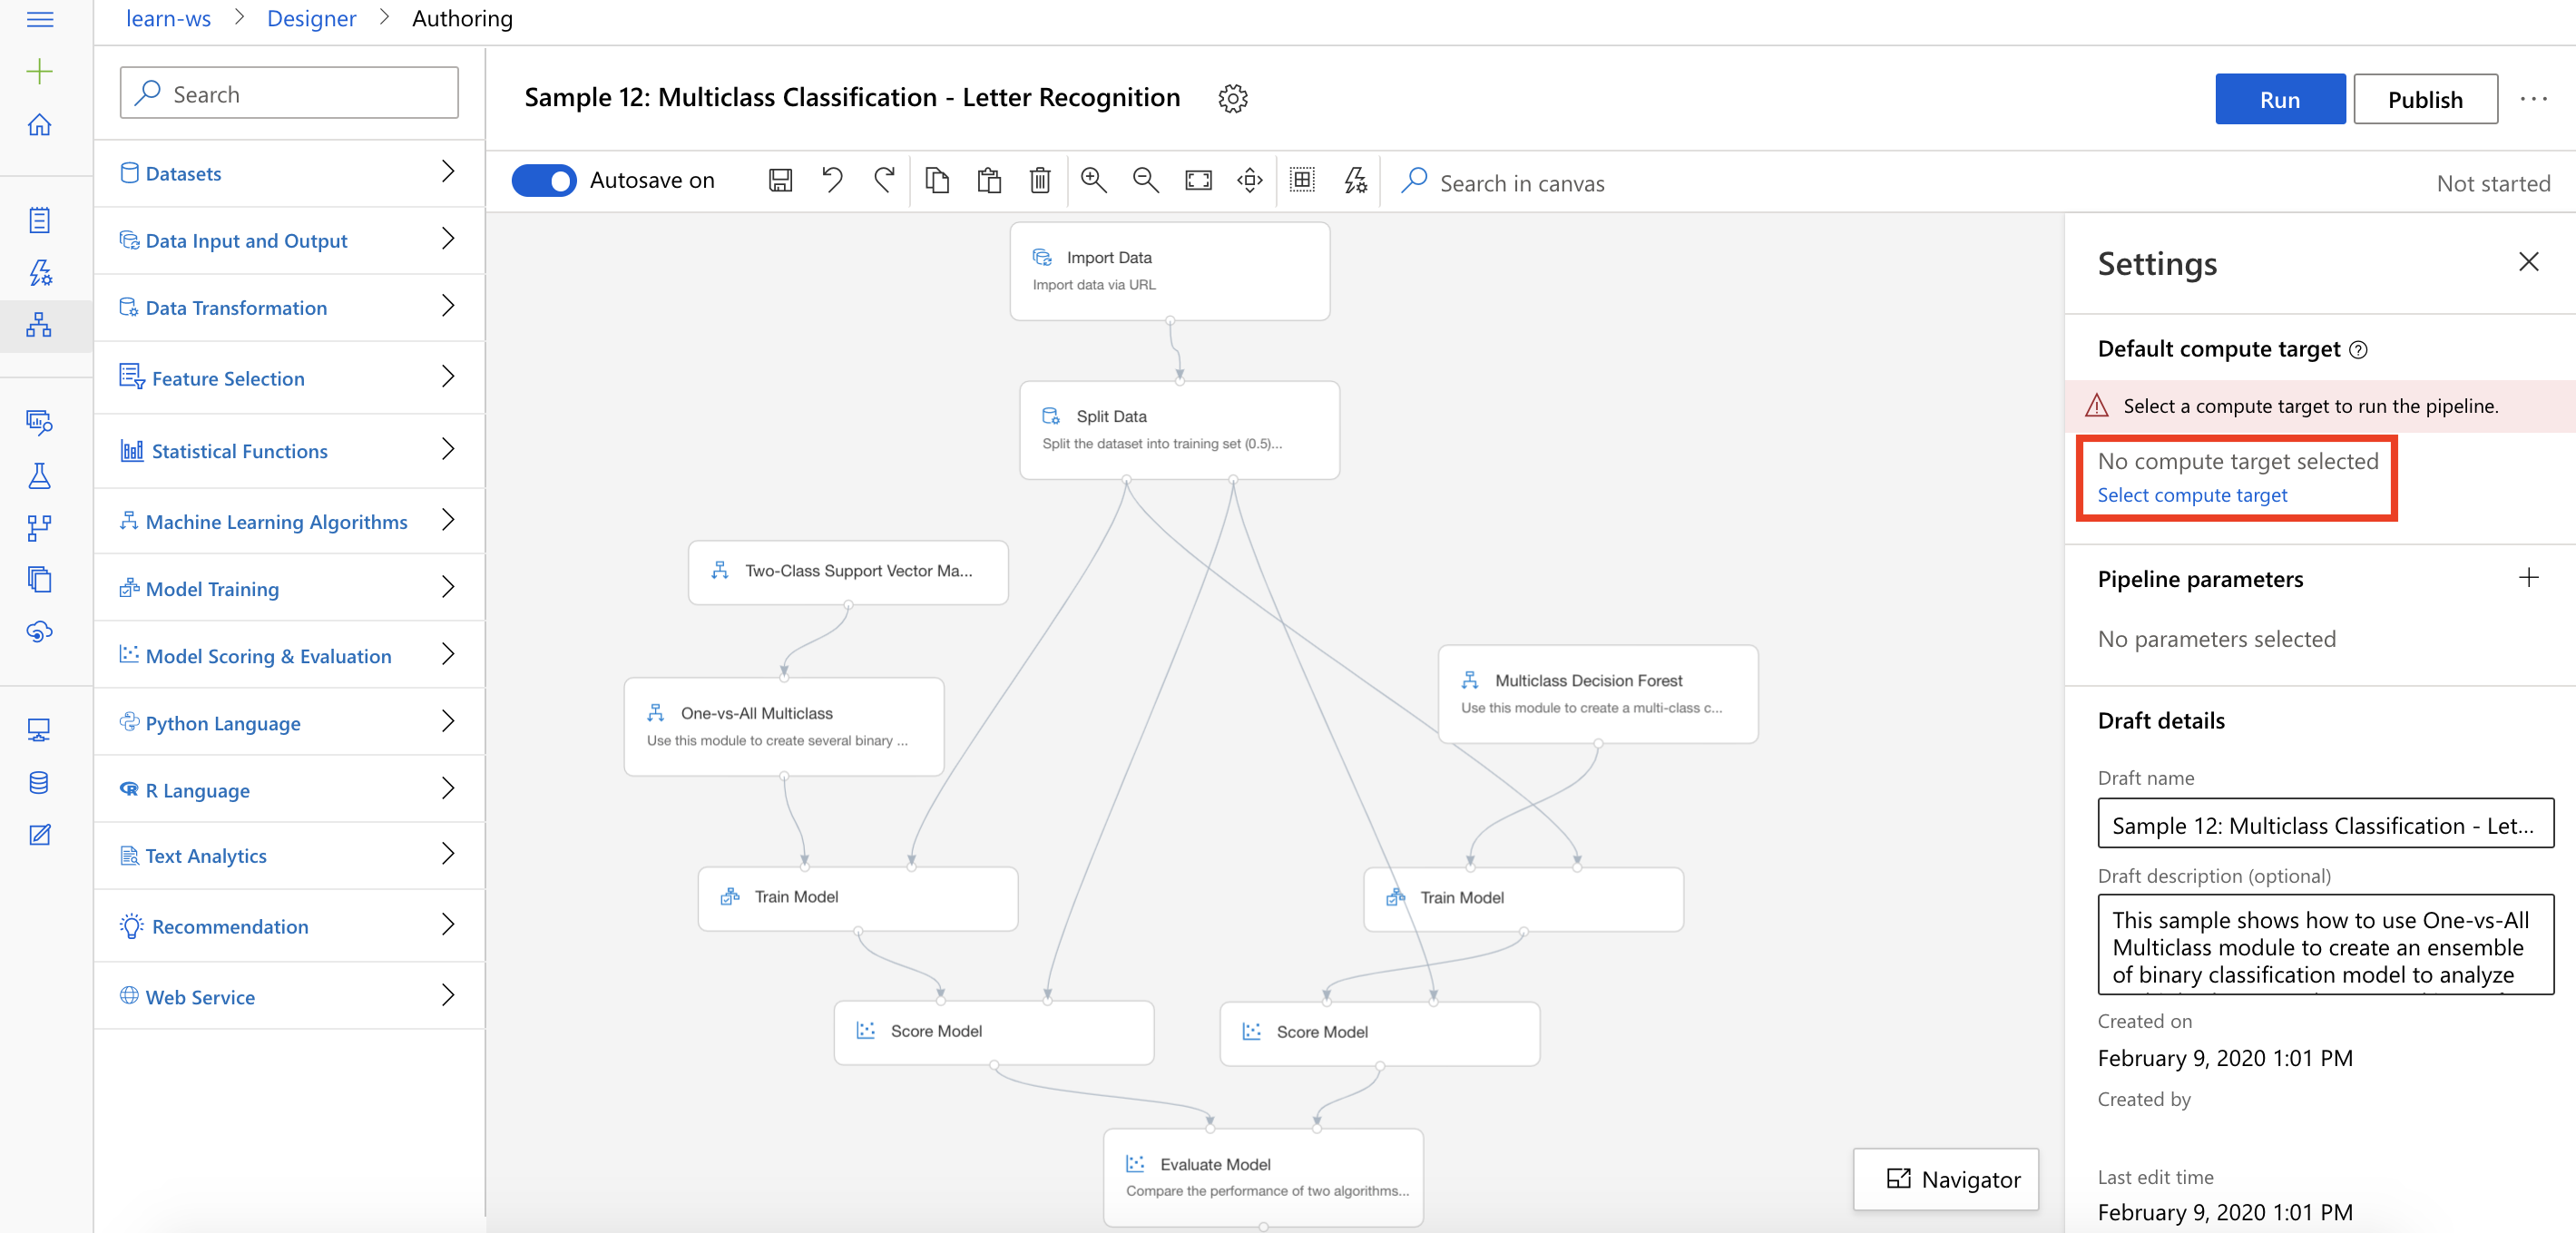 learn-ws > Designer > Authoring
Search
Datasets
Data Input and Output
Data Transformation
Feature Selection
Statistical Functions
Machine Learning Algorithms
Model Training
Model Scoring & Evaluation
Python Language
R Language
Text Analytics
Recommendation
Web Service
Sample 12: Multiclass Classification - Letter Recognition
Run
Publish
Autosave on
Search in canvas
Not started
Import Data
Import data via URL
Split Data
Split the dataset into training set (0.5)...
Two-Class Support Vector Ma...
One-vs-All Multiclass
Use this module to create several binary ...
Multiclass Decision Forest
Use this module to create a multi-class c...
Train Model
Train Model
Score Model
Score Model
Evaluate Model
Compare the performance of two algorithms...
Navigator
Settings
Default compute target
Select a compute target to run the pipeline.
No compute target selected
Select compute target
Pipeline parameters
No parameters selected
Draft details
Draft name
Sample 12: Multiclass Classification - Let...
Draft description (optional)
This sample shows how to use One-vs-All
Multiclass module to create an ensemble
of binary classification model to analyze
Created on
February 9, 2020 1:01 PM
Created by
Last edit time
February 9, 2020 1:01 PM